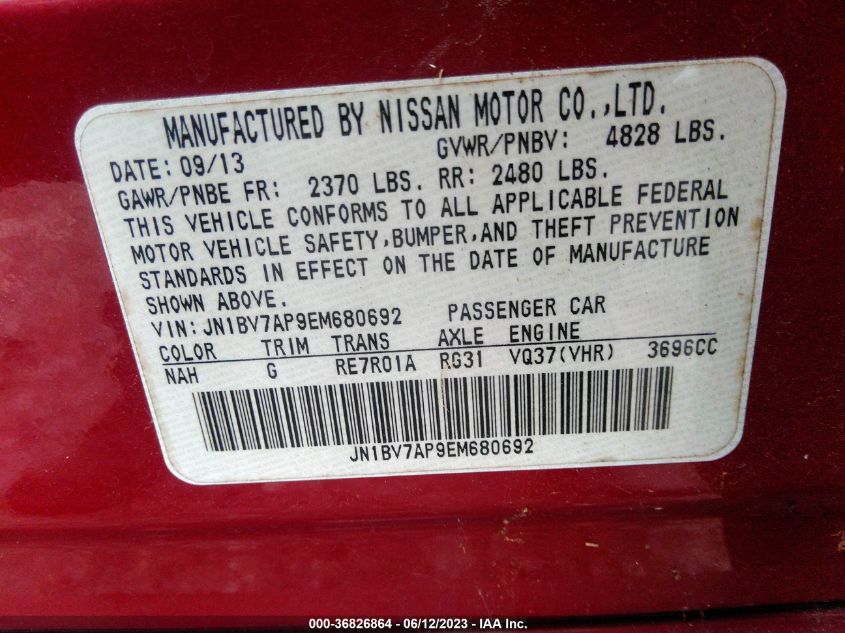 MANUFACTURED BY NISSAN MOTOR CO.,LTD.
DATE: 09/13 GVWR/PNBV: 4828 LBS.
GAWR/PNBE FR: 2370 LBS. RR: 2480 LBS.
THIS VEHICLE CONFORMS TO ALL APPLICABLE FEDERAL
MOTOR VEHICLE SAFETY,BUMPER,AND THEFT PREVENTION
STANDARDS IN EFFECT ON THE DATE OF MANUFACTURE
SHOWN ABOVE.
VIN: JN1BV7AP9EM680692 PASSENGER CAR
COLOR TRIM TRANS AXLE ENGINE
NAH G RE7R01A RG31 VQ37(VHR) 3696CC
JN1BV7AP9EM680692
000-36826864 - 06/12/2023 - IAA Inc.